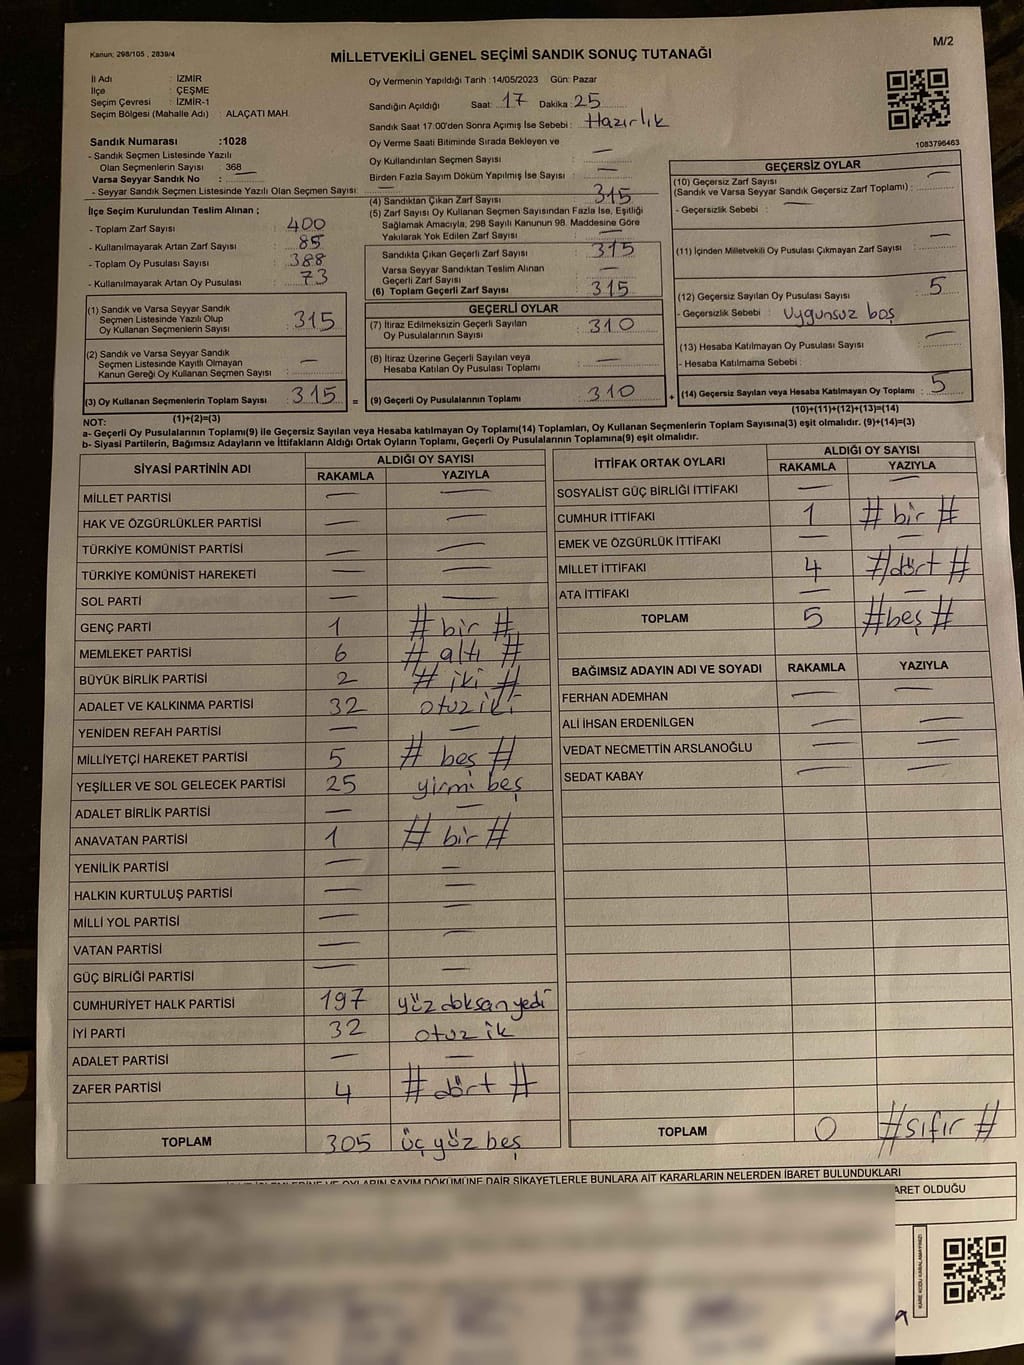 Kanun; 298/105 , 2839/4
M/2
MİLLETVEKİLİ GENEL SEÇİMİ SANDIK SONUÇ TUTANAĞI
İl Adı : İZMİR
İlçe : ÇEŞME
Seçim Çevresi : İZMİR-1
Seçim Bölgesi (Mahalle Adı) : ALAÇATI MAH.
Sandık Numarası :1028
- Sandık Seçmen Listesinde Yazılı
Olan Seçmenlerin Sayısı : 368
Varsa Seyyar Sandık No : —
- Seyyar Sandık Seçmen Listesinde Yazılı Olan Seçmen Sayısı: —
Oy Vermenin Yapıldığı Tarih :14/05/2023 Gün: Pazar
Sandığın Açıldığı Saat: 17 Dakika: 25
Sandık Saat 17:00'den Sonra Açımış İse Sebebi : Hazırlık
Oy Verme Saati Bitiminde Sırada Bekleyen ve
Oy Kullandırılan Seçmen Sayısı : —
Birden Fazla Sayım Döküm Yapılmış İse Sayısı : —
1083796463
İlçe Seçim Kurulundan Teslim Alınan ;
- Toplam Zarf Sayısı : 400
- Kullanılmayarak Artan Zarf Sayısı : 85
- Toplam Oy Pusulası Sayısı : 388
- Kullanılmayarak Artan Oy Pusulası : 73
(4) Sandıktan Çıkan Zarf Sayısı : 315
(5) Zarf Sayısı Oy Kullanan Seçmen Sayısından Fazla İse, Eşitliği
Sağlamak Amacıyla, 298 Sayılı Kanunun 98. Maddesine Göre
Yakılarak Yok Edilen Zarf Sayısı : —
Sandıkta Çıkan Geçerli Zarf Sayısı : 315
Varsa Seyyar Sandıktan Teslim Alınan
Geçerli Zarf Sayısı : —
(6) Toplam Geçerli Zarf Sayısı : 315
GEÇERSİZ OYLAR
(10) Geçersiz Zarf Sayısı
(Sandık ve Varsa Seyyar Sandık Geçersiz Zarf Toplamı) : —
- Geçersizlik Sebebi : —
(11) İçinden Milletvekili Oy Pusulası Çıkmayan Zarf Sayısı : —
(12) Geçersiz Sayılan Oy Pusulası Sayısı : 5
- Geçersizlik Sebebi : Uygunsuz boş
(13) Hesaba Katılmayan Oy Pusulası Sayısı : —
- Hesaba Katılmama Sebebi :
(14) Geçersiz Sayılan veya Hesaba Katılmayan Oy Toplamı : 5
(1) Sandık ve Varsa Seyyar Sandık
Seçmen Listesinde Yazılı Olup
Oy Kullanan Seçmenlerin Sayısı : 315
(2) Sandık ve Varsa Seyyar Sandık
Seçmen Listesinde Kayıtlı Olmayan
Kanun Gereği Oy Kullanan Seçmen Sayısı : —
(3) Oy Kullanan Seçmenlerin Toplam Sayısı : 315 =
GEÇERLİ OYLAR
(7) İtiraz Edilmeksizin Geçerli Sayılan
Oy Pusulalarının Sayısı : 310
(8) İtiraz Üzerine Geçerli Sayılan veya
Hesaba Katılan Oy Pusulası Toplamı : —
(9) Geçerli Oy Pusulalarının Toplamı : 310 +
NOT: (1)+(2)=(3)
(10)+(11)+(12)+(13)=(14)
a- Geçerli Oy Pusulalarının Toplamı(9) ile Geçersiz Sayılan veya Hesaba katılmayan Oy Toplamı(14) Toplamları, Oy Kullanan Seçmenlerin Toplam Sayısına(3) eşit olmalıdır. (9)+(14)=(3)
b- Siyasi Partilerin, Bağımsız Adayların ve İttifakların Aldığı Ortak Oyların Toplamı, Geçerli Oy Pusulalarının Toplamına(9) eşit olmalıdır.
SİYASİ PARTİNİN ADI ALDIĞI OY SAYISI
RAKAMLA YAZIYLA
MİLLET PARTİSİ — —
HAK VE ÖZGÜRLÜKLER PARTİSİ — —
TÜRKİYE KOMÜNİST PARTİSİ — —
TÜRKİYE KOMÜNİST HAREKETİ — —
SOL PARTİ — —
GENÇ PARTİ 1 # bir #
MEMLEKET PARTİSİ 6 # altı #
BÜYÜK BİRLİK PARTİSİ 2 # iki #
ADALET VE KALKINMA PARTİSİ 32 otuz iki
YENİDEN REFAH PARTİSİ — —
MİLLİYETÇİ HAREKET PARTİSİ 5 # beş #
YEŞİLLER VE SOL GELECEK PARTİSİ 25 yirmi beş
ADALET BİRLİK PARTİSİ — —
ANAVATAN PARTİSİ 1 # bir #
YENİLİK PARTİSİ — —
HALKIN KURTULUŞ PARTİSİ — —
MİLLİ YOL PARTİSİ — —
VATAN PARTİSİ — —
GÜÇ BİRLİĞİ PARTİSİ — —
CUMHURİYET HALK PARTİSİ 197 yüz doksan yedi
İYİ PARTİ 32 otuz ik
ADALET PARTİSİ — —
ZAFER PARTİSİ 4 # dört #
TOPLAM 305 üç yüz beş
İTTİFAK ORTAK OYLARI ALDIĞI OY SAYISI
RAKAMLA YAZIYLA
SOSYALİST GÜÇ BİRLİĞİ İTTİFAKI — —
CUMHUR İTTİFAKI 1 # bir #
EMEK VE ÖZGÜRLÜK İTTİFAKI — —
MİLLET İTTİFAKI 4 # dört #
ATA İTTİFAKI — —
TOPLAM 5 # beş #
BAĞIMSIZ ADAYIN ADI VE SOYADI RAKAMLA YAZIYLA
FERHAN ADEMHAN — —
ALİ İHSAN ERDENİLGEN — —
VEDAT NECMETTİN ARSLANOĞLU — —
SEDAT KABAY — —
TOPLAM 0 # sıfır #
OYLARIN SAYIM DÖKÜMÜNE DAİR ŞİKAYETLERLE BUNLARA AİT KARARLARIN NELERDEN İBARET BULUNDUKLARI
ARET OLDUĞU